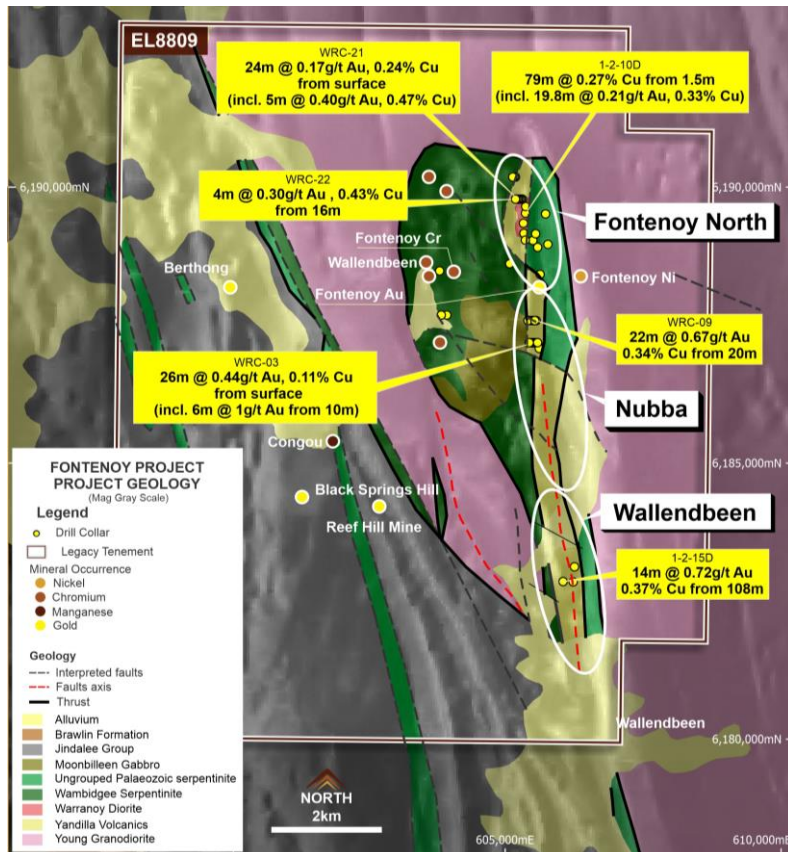 EL8809
WRC-21
24m @ 0.17g/t Au, 0.24% Cu
from surface
(incl. 5m @ 0.40g/t Au, 0.47% Cu)
1-2-10D
79m @ 0.27% Cu from 1.5m
(incl. 19.8m @ 0.21g/t Au, 0.33% Cu)
6,190,000mN
6,190,000mN
WRC-22
4m @ 0.30g/t Au , 0.43% Cu
from 16m
Fontenoy North
Fontenoy Cr
Wallendbeen
Berthong
Fontenoy Au
Fontenoy Ni
WRC-09
22m @ 0.67g/t Au
0.34% Cu from 20m
WRC-03
26m @ 0.44g/t Au, 0.11% Cu
from surface
(incl. 6m @ 1g/t Au from 10m)
Nubba
Congou
6,185,000mN
Black Springs Hill
Reef Hill Mine
Wallendbeen
1-2-15D
14m @ 0.72g/t Au
0.37% Cu from 108m
FONTENOY PROJECT
PROJECT GEOLOGY
(Mag Gray Scale)
Legend
Drill Collar
Legacy Tenement
Mineral Occurrence
Nickel
Chromium
Manganese
Gold
Geology
Interpreted faults
Faults axis
Thrust
Alluvium
Brawlin Formation
Jindalee Group
Moonbilleen Gabbro
Ungrouped Palaeozoic serpentinite
Wambidgee Serpentinite
Warranoy Diorite
Yandilla Volcanics
Young Granodiorite
Wallendbeen
6,180,000mN
NORTH
2km
605,000mE
610,000mE